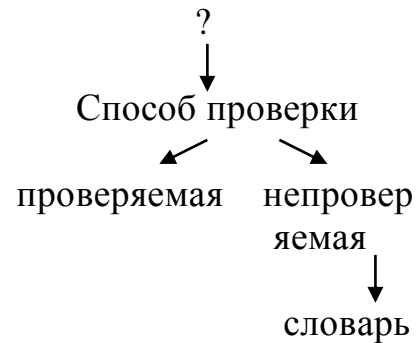 ?
Способ проверки
проверяемая непровер
яемая
словарь